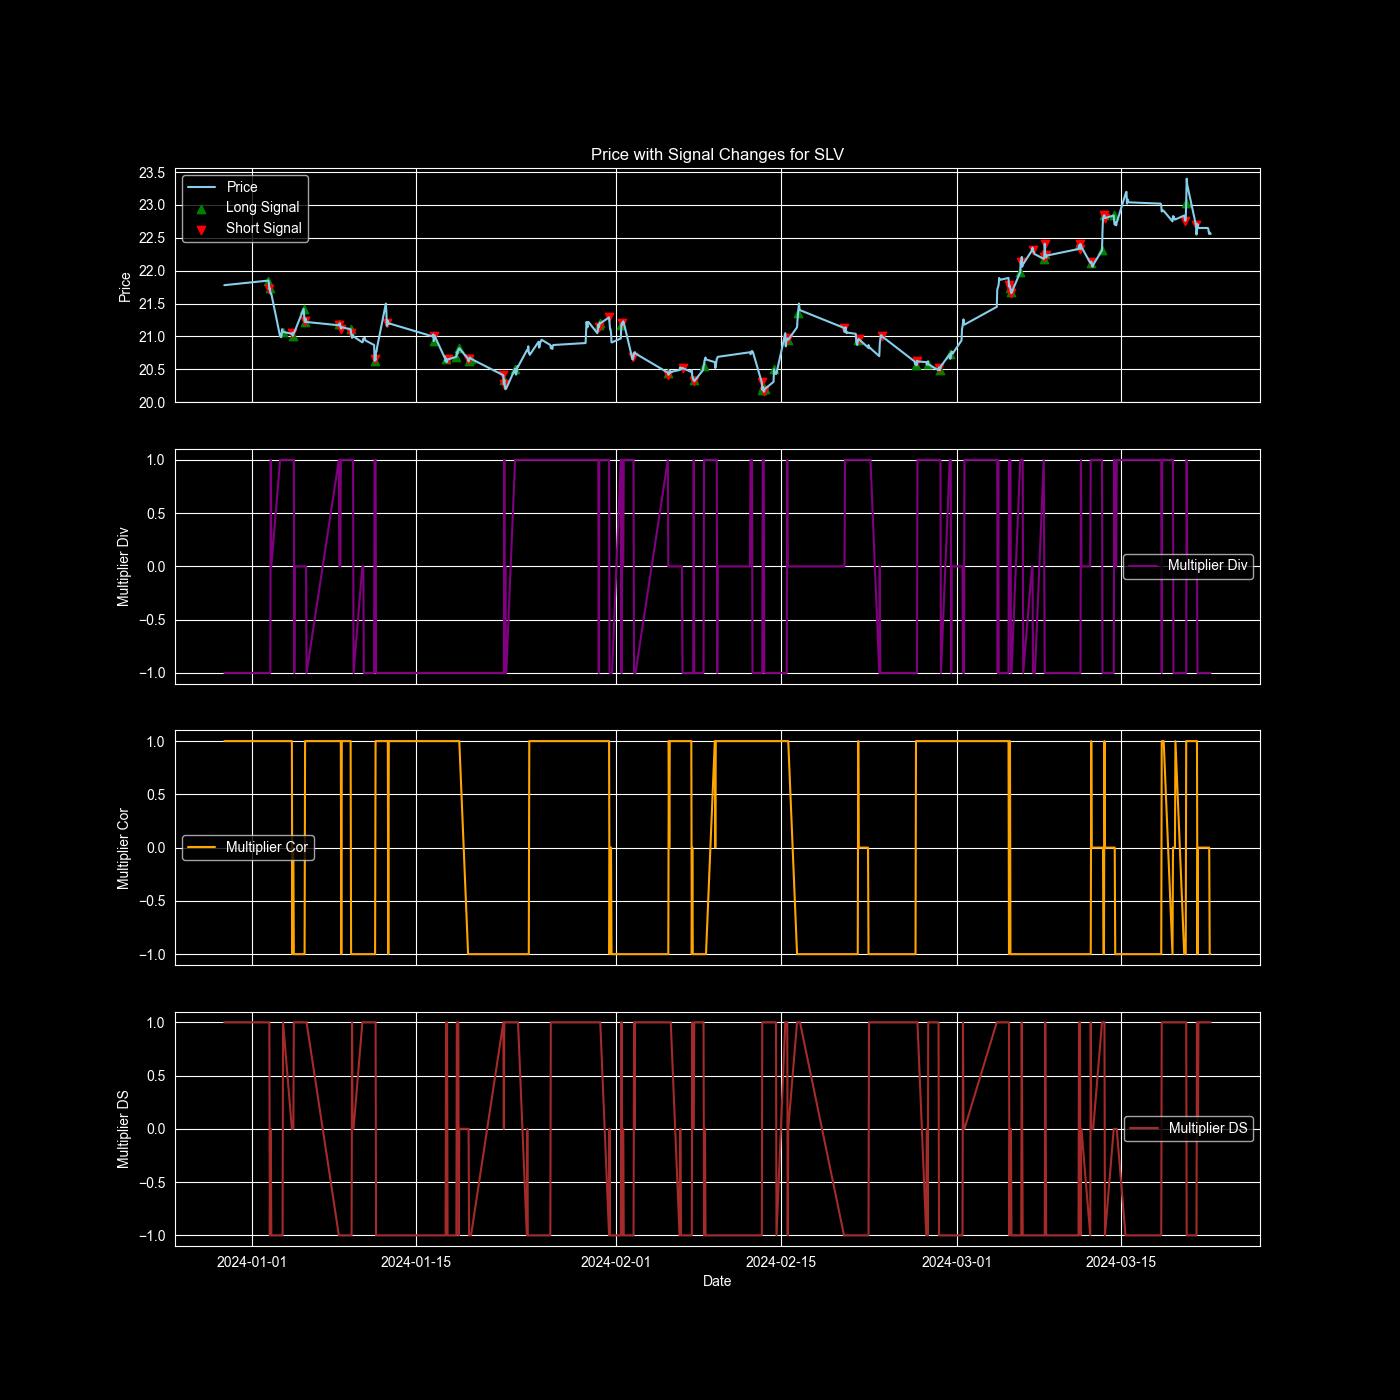 Price with Signal Changes for SLV
23.5
23.0
22.5
22.0
21.5
21.0
20.5
20.0
Price
Price
Long Signal
Short Signal
1.0
0.5
0.0
−0.5
−1.0
Multiplier Div
Multiplier Div
1.0
0.5
0.0
−0.5
−1.0
Multiplier Cor
Multiplier Cor
1.0
0.5
0.0
−0.5
−1.0
Multiplier DS
Multiplier DS
2024-01-01 2024-01-15 2024-02-01 2024-02-15 2024-03-01 2024-03-15
Date